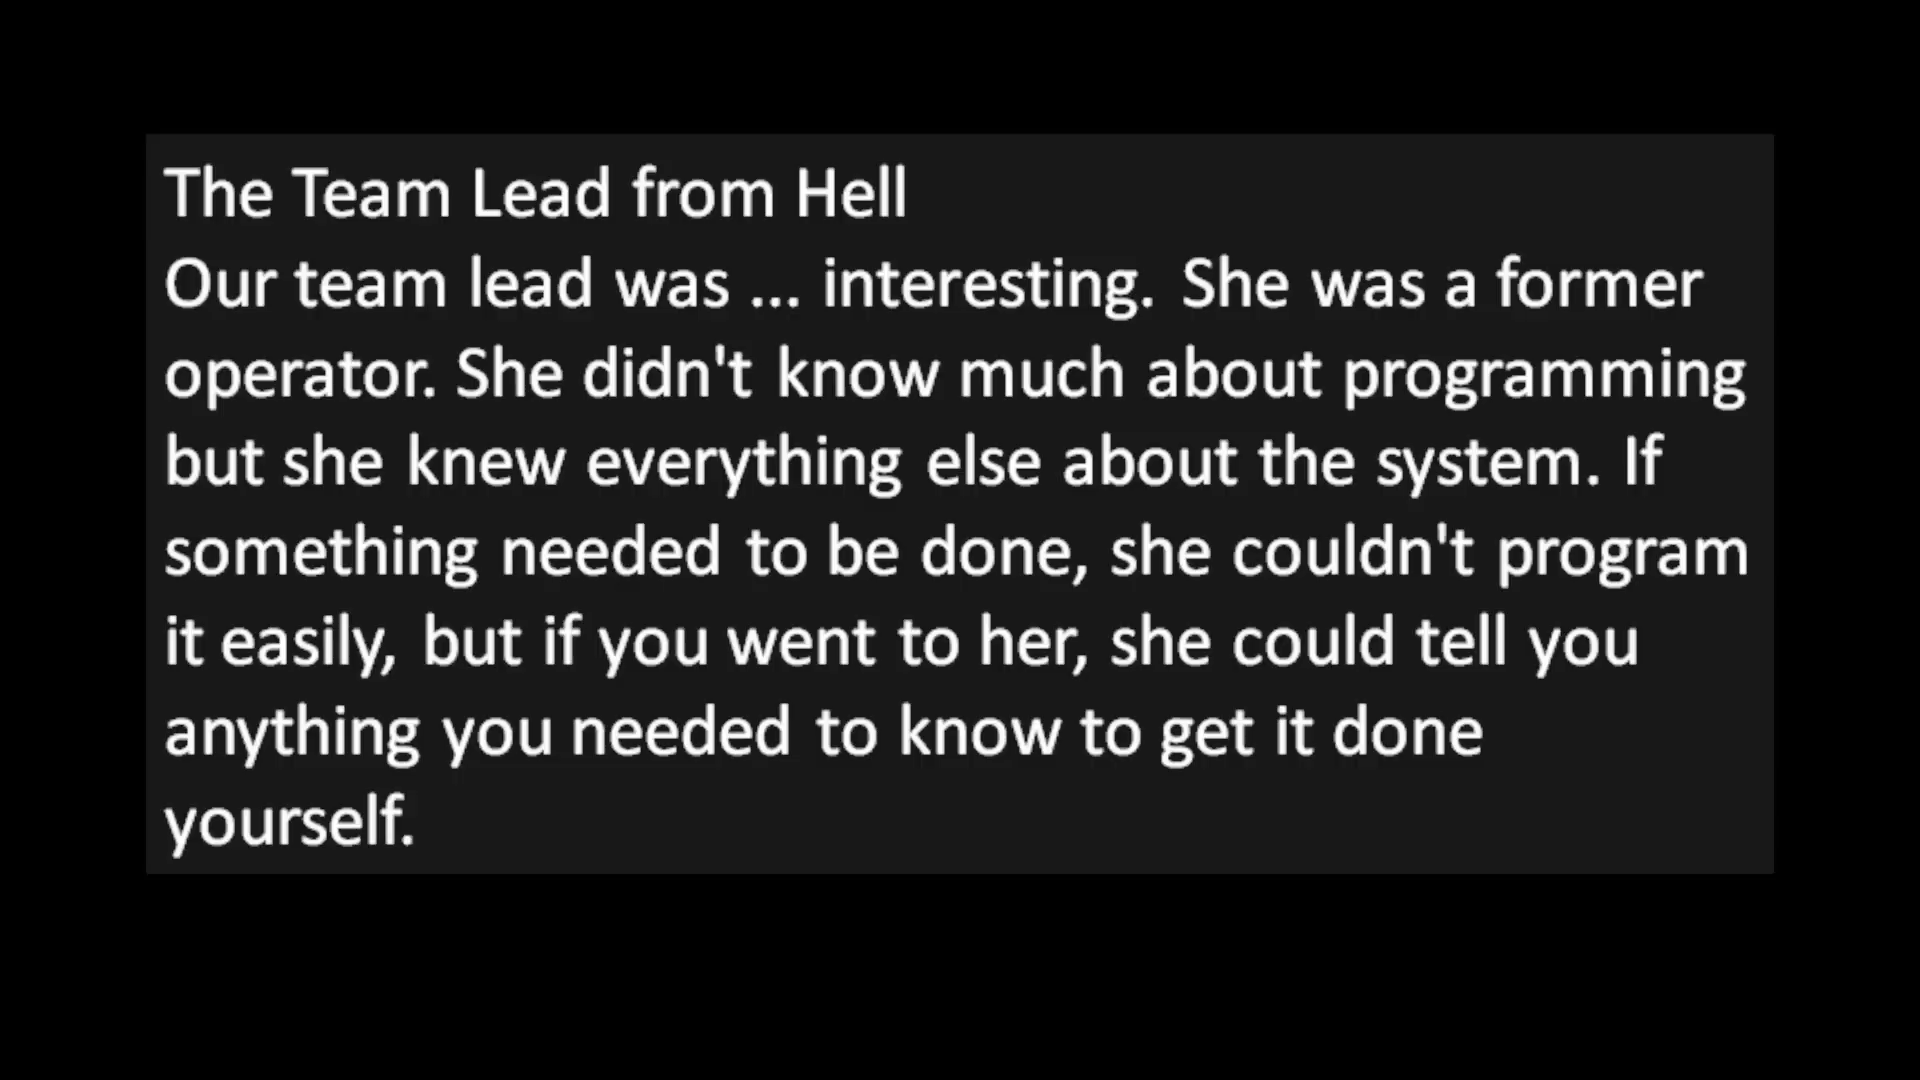 The Team Lead from Hell
Our team lead was ... interesting. She was a former
operator. She didn't know much about programming
but she knew everything else about the system. If
something needed to be done, she couldn't program
it easily, but if you went to her, she could tell you
anything you needed to know to get it done
yourself.